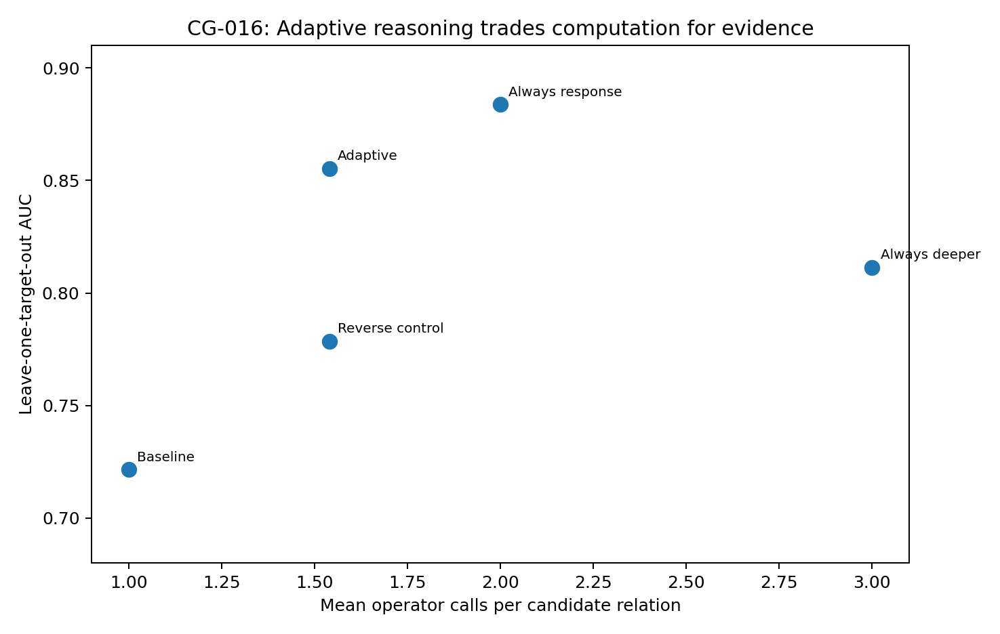 CG-016: Adaptive reasoning trades computation for evidence
0.90
Always response
Adaptive
0.85
Always deeper
Leave-one-target-out AUC
0.80
Reverse control
0.75
Baseline
0.70
1.00 1.25 1.50 1.75 2.00 2.25 2.50 2.75 3.00
Mean operator calls per candidate relation